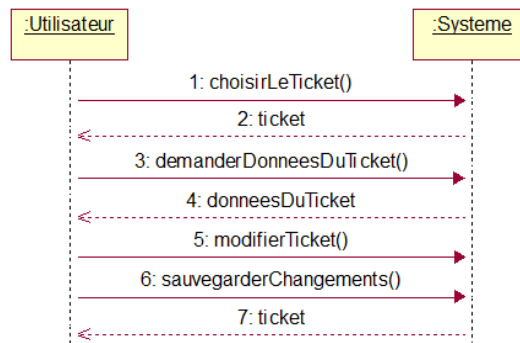 :Utilisateur
:Systeme
1: choisirLeTicket()
2: ticket
3: demanderDonneesDuTicket()
4: donneesDuTicket
5: modifierTicket()
6: sauvegarderChangements()
7: ticket